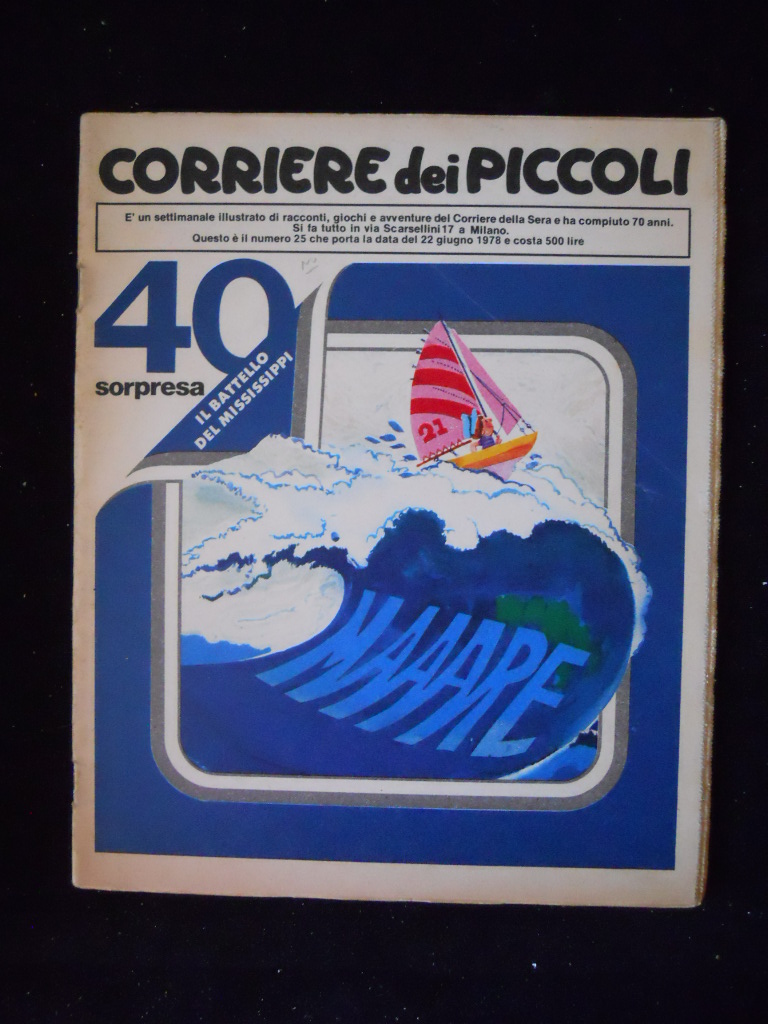 CORRIERE dei PICCOLI
E' un settimanale illustrato di racconti, giochi e avventure del Corriere della Sera e ha compiuto 70 anni.
Si fa tutto in via Scarsellini 17 a Milano.
Questo è il numero 25 che porta la data del 22 giugno 1978 e costa 500 lire
40
sorpresa
IL BATTELLO
DEL MISSISSIPPI
21
MAAARE